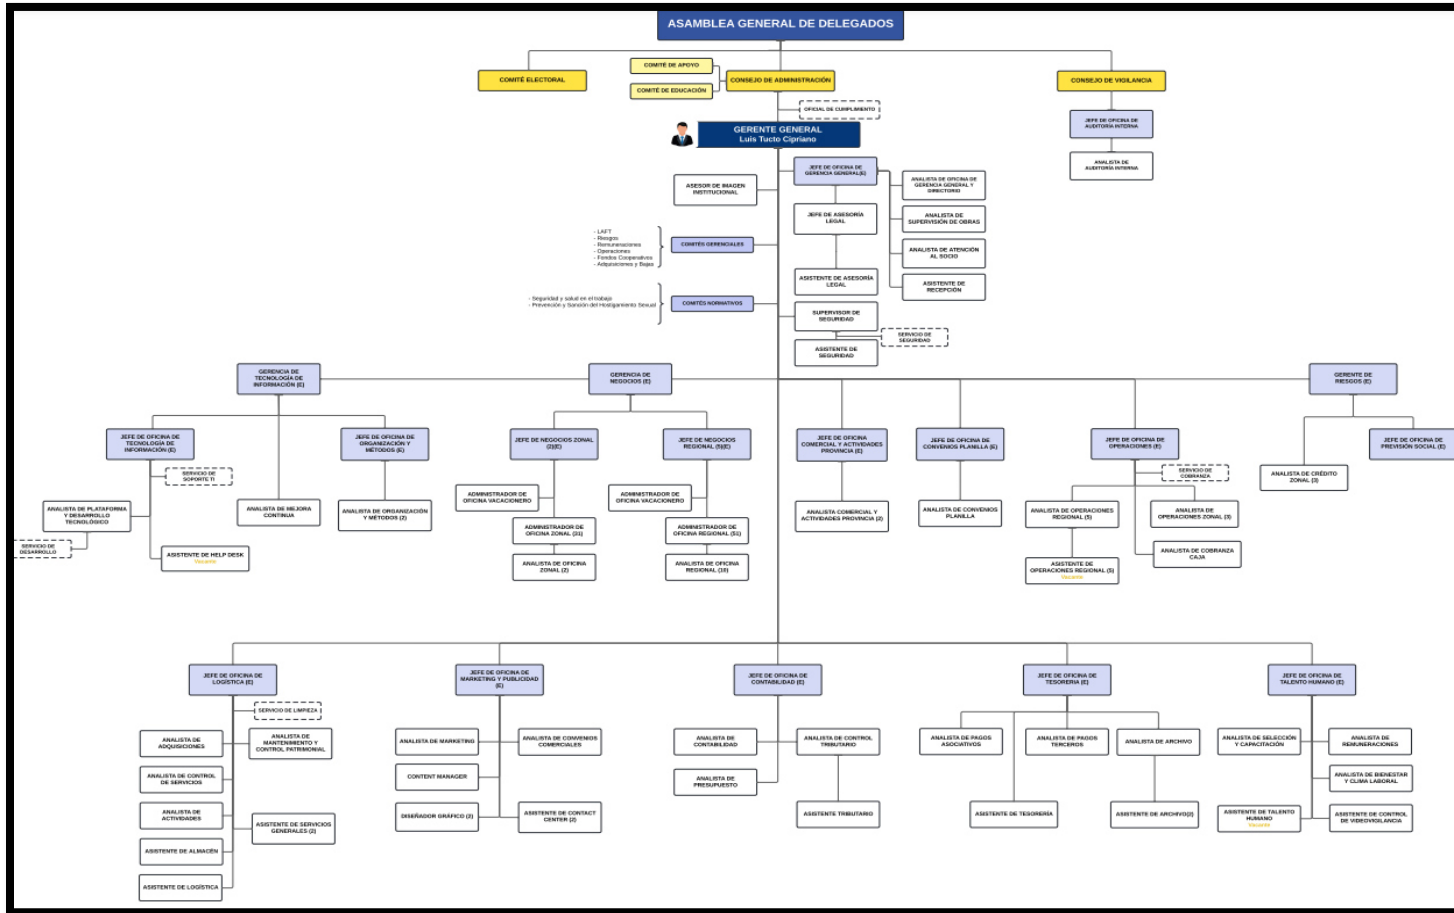 ASAMBLEA GENERAL DE DELEGADOS
COMITÉ ELECTORAL
COMITÉ DE APOYO
COMITÉ DE EDUCACIÓN
CONSEJO DE ADMINISTRACIÓN
CONSEJO DE VIGILANCIA
OFICIAL DE CUMPLIMIENTO
JEFE DE OFICINA DE
AUDITORÍA INTERNA
ANALISTA DE
AUDITORÍA INTERNA
GERENTE GENERAL
Luis Tucto Cipriano
ASESOR DE IMAGEN
INSTITUCIONAL
JEFE DE OFICINA DE
GERENCIA GENERAL(E)
ANALISTA DE OFICINA DE
GERENCIA GENERAL Y
DIRECTORIO
JEFE DE ASESORÍA
LEGAL
ANALISTA DE
SUPERVISIÓN DE OBRAS
- LAFT
- Riesgos
- Remuneraciones
- Operaciones
- Fondos Cooperativos
- Adquisiciones y Bajas
COMITÉS GERENCIALES
ANALISTA DE ATENCIÓN
AL SOCIO
ASISTENTE DE ASESORÍA
LEGAL
ASISTENTE DE
RECEPCIÓN
- Seguridad y salud en el trabajo
- Prevención y Sanción del Hostigamiento Sexual
COMITÉS NORMATIVOS
SUPERVISOR DE
SEGURIDAD
SERVICIO DE
SEGURIDAD
ASISTENTE DE
SEGURIDAD
GERENCIA DE
TECNOLOGÍA DE
INFORMACIÓN (E)
GERENCIA DE
NEGOCIOS (E)
GERENTE DE
RIESGOS (E)
JEFE DE OFICINA DE
TECNOLOGÍA DE
INFORMACIÓN (E)
JEFE DE OFICINA DE
ORGANIZACIÓN Y
MÉTODOS (E)
JEFE DE NEGOCIOS ZONAL
(2)(E)
JEFE DE NEGOCIOS
REGIONAL (5)(E)
JEFE DE OFICINA
COMERCIAL Y ACTIVIDADES
PROVINCIA (E)
JEFE DE OFICINA DE
CONVENIOS PLANILLA (E)
JEFE DE OFICINA DE
OPERACIONES (E)
JEFE DE OFICINA DE
PREVISIÓN SOCIAL (E)
SERVICIO DE
SOPORTE TI
SERVICIO DE
COBRANZA
ANALISTA DE CRÉDITO
ZONAL (3)
ANALISTA DE PLATAFORMA
Y DESARROLLO
TECNOLÓGICO
ANALISTA DE MEJORA
CONTINUA
ANALISTA DE ORGANIZACIÓN
Y MÉTODOS (2)
ADMINISTRADOR DE
OFICINA VACACIONERO
ADMINISTRADOR DE
OFICINA VACACIONERO
ANALISTA COMERCIAL Y
ACTIVIDADES PROVINCIA (2)
ANALISTA DE CONVENIOS
PLANILLA
ANALISTA DE OPERACIONES
REGIONAL (5)
ANALISTA DE
OPERACIONES ZONAL (3)
ADMINISTRADOR DE
OFICINA ZONAL (31)
ADMINISTRADOR DE
OFICINA REGIONAL (51)
SERVICIO DE
DESARROLLO
ASISTENTE DE HELP DESK
Vacante
ANALISTA DE OFICINA
ZONAL (2)
ANALISTA DE OFICINA
REGIONAL (10)
ASISTENTE DE
OPERACIONES REGIONAL (5)
Vacante
ANALISTA DE COBRANZA
CAJA
JEFE DE OFICINA DE
LOGÍSTICA (E)
JEFE DE OFICINA DE
MARKETING Y PUBLICIDAD
(E)
JEFE DE OFICINA DE
CONTABILIDAD (E)
JEFE DE OFICINA DE
TESORERIA (E)
JEFE DE OFICINA DE
TALENTO HUMANO (E)
SERVICIO DE LIMPIEZA
ANALISTA DE
ADQUISICIONES
ANALISTA DE
MANTENIMIENTO Y
CONTROL PATRIMONIAL
ANALISTA DE MARKETING
ANALISTA DE CONVENIOS
COMERCIALES
ANALISTA DE
CONTABILIDAD
ANALISTA DE CONTROL
TRIBUTARIO
ANALISTA DE PAGOS
ASOCIATIVOS
ANALISTA DE PAGOS
TERCEROS
ANALISTA DE ARCHIVO
ANALISTA DE SELECCIÓN
Y CAPACITACIÓN
ANALISTA DE
REMUNERACIONES
ANALISTA DE CONTROL
DE SERVICIOS
CONTENT MANAGER
ANALISTA DE
PRESUPUESTO
ANALISTA DE BIENESTAR
Y CLIMA LABORAL
ANALISTA DE
ACTIVIDADES
ASISTENTE DE SERVICIOS
GENERALES (2)
DISEÑADOR GRÁFICO (2)
ASISTENTE DE CONTACT
CENTER (2)
ASISTENTE TRIBUTARIO
ASISTENTE DE TESORERÍA
ASISTENTE DE ARCHIVO(2)
ASISTENTE DE TALENTO
HUMANO
Vacante
ASISTENTE DE CONTROL
DE VIDEOVIGILANCIA
ASISTENTE DE ALMACÉN
ASISTENTE DE LOGÍSTICA